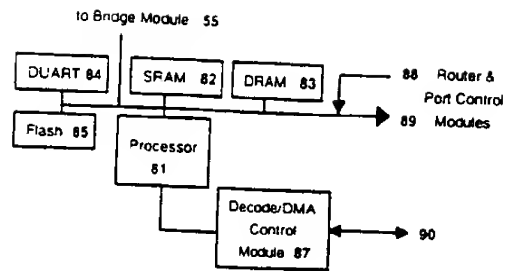 to Bridge Module 55
DUART 84
SRAM 82
DRAM 83
88 Router &
Port Control
89 Modules
Flash 85
Processor
81
Decode/DMA
Control
Module 87
90